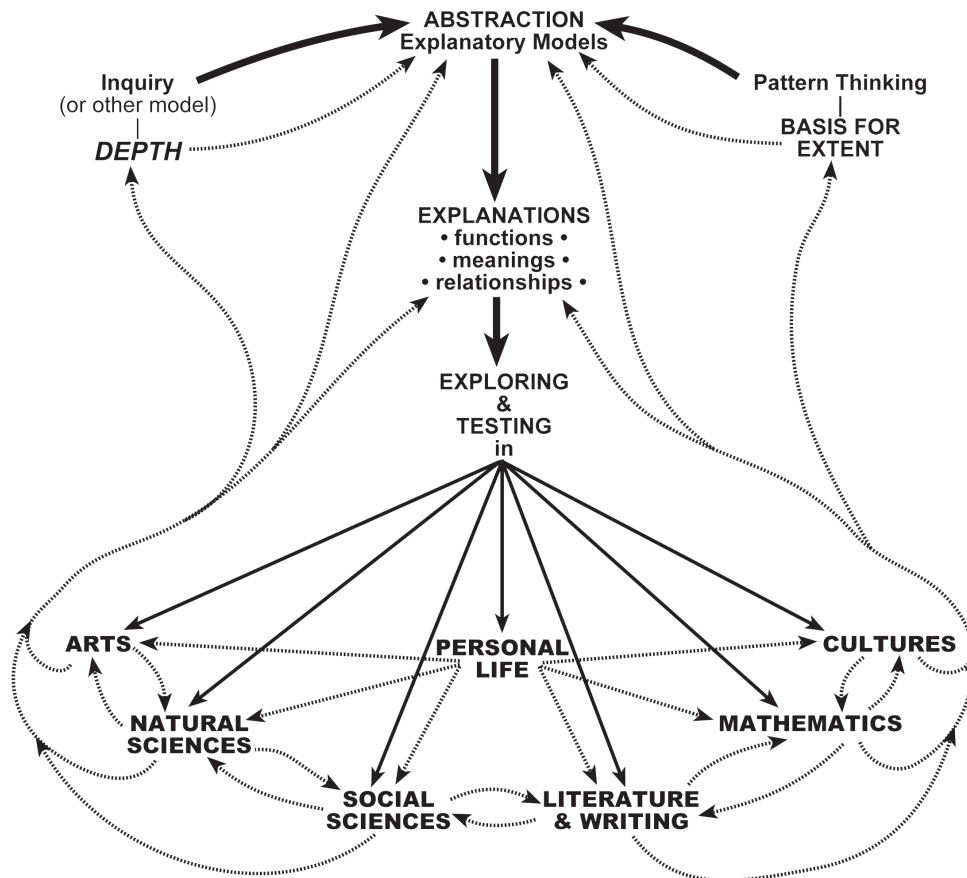 ABSTRACTION
Explanatory Models
Inquiry
(or other model)
DEPTH
Pattern Thinking
BASIS FOR
EXTENT
EXPLANATIONS
• functions •
• meanings •
• relationships •
EXPLORING
&
TESTING
in
ARTS
PERSONAL
LIFE
CULTURES
NATURAL
SCIENCES
MATHEMATICS
SOCIAL
SCIENCES
LITERATURE
& WRITING